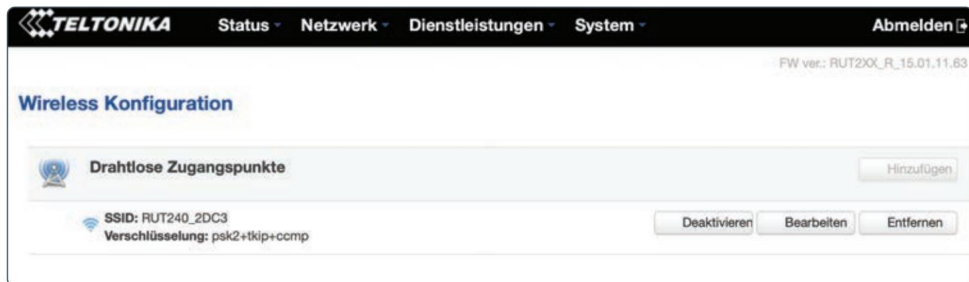 TELTONIKA Status Netzwerk Dienstleistungen System Abmelden
FW ver.: RUT2XX_R_15.01.11.63
Wireless Konfiguration
Drahtlose Zugangspunkte Hinzufügen
SSID: RUT240_2DC3 Deaktivieren Bearbeiten Entfernen
Verschlüsselung: psk2+tkip+ccmp